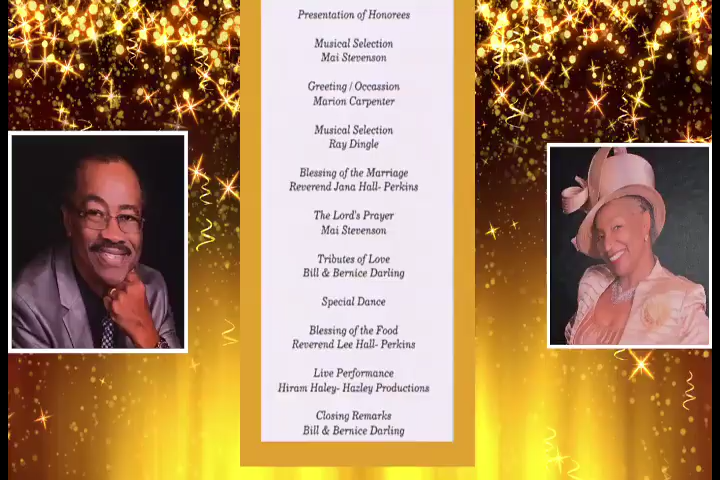 Presentation of Honorees
Musical Selection
Mai Stevenson
Greeting / Occassion
Marion Carpenter
Musical Selection
Ray Dingle
Blessing of the Marriage
Reverend Jana Hall- Perkins
The Lord's Prayer
Mai Stevenson
Tributes of Love
Bill & Bernice Darling
Special Dance
Blessing of the Food
Reverend Lee Hall- Perkins
Live Performance
Hiram Haley- Hazley Productions
Closing Remarks
Bill & Bernice Darling